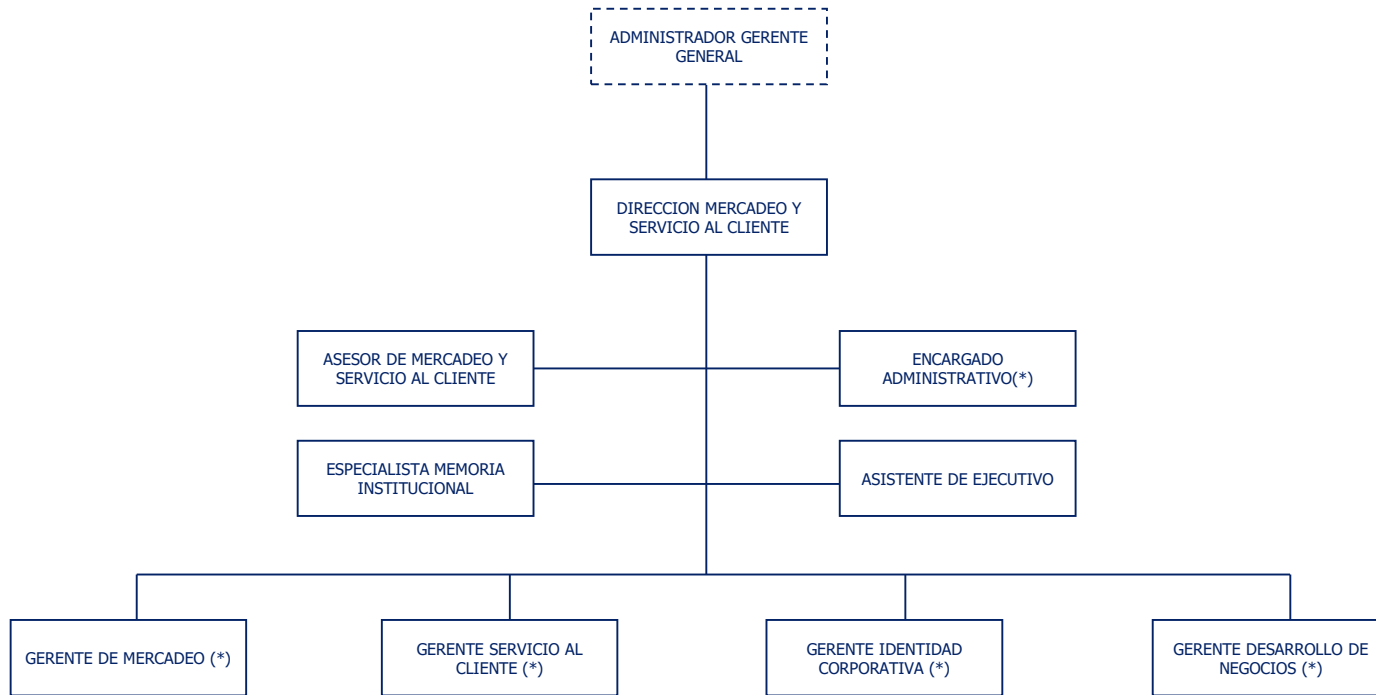 ADMINISTRADOR GERENTE
GENERAL
DIRECCION MERCADEO Y
SERVICIO AL CLIENTE
ASESOR DE MERCADEO Y
SERVICIO AL CLIENTE
ENCARGADO
ADMINISTRATIVO(*)
ESPECIALISTA MEMORIA
INSTITUCIONAL
ASISTENTE DE EJECUTIVO
GERENTE DE MERCADEO (*)
GERENTE SERVICIO AL
CLIENTE (*)
GERENTE IDENTIDAD
CORPORATIVA (*)
GERENTE DESARROLLO DE
NEGOCIOS (*)